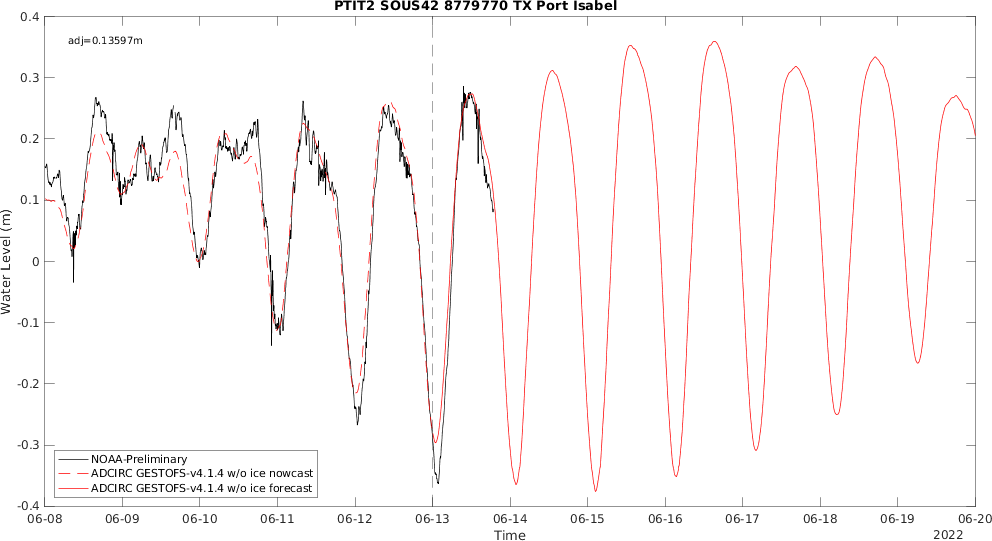 PTIT2 SOUS42 8779770 TX Port Isabel
0.4
adj=0.13597m
0.3
0.2
0.1
0
-0.1
-0.2
-0.3
-0.4
Water Level (m)
NOAA-Preliminary
ADCIRC GESTOFS-v4.1.4 w/o ice nowcast
ADCIRC GESTOFS-v4.1.4 w/o ice forecast
06-08 06-09 06-10 06-11 06-12 06-13 06-14 06-15 06-16 06-17 06-18 06-19 06-20
Time
2022